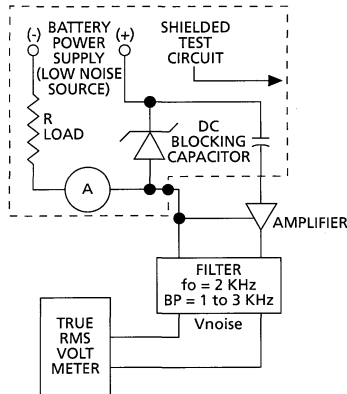 (-) BATTERY (+)
POWER
SUPPLY
(LOW NOISE
SOURCE)
SHIELDED
TEST
CIRCUIT
R
LOAD
DC
BLOCKING
CAPACITOR
A
AMPLIFIER
FILTER
fo = 2 KHz
BP = 1 to 3 KHz
Vnoise
TRUE
RMS
VOLT
METER